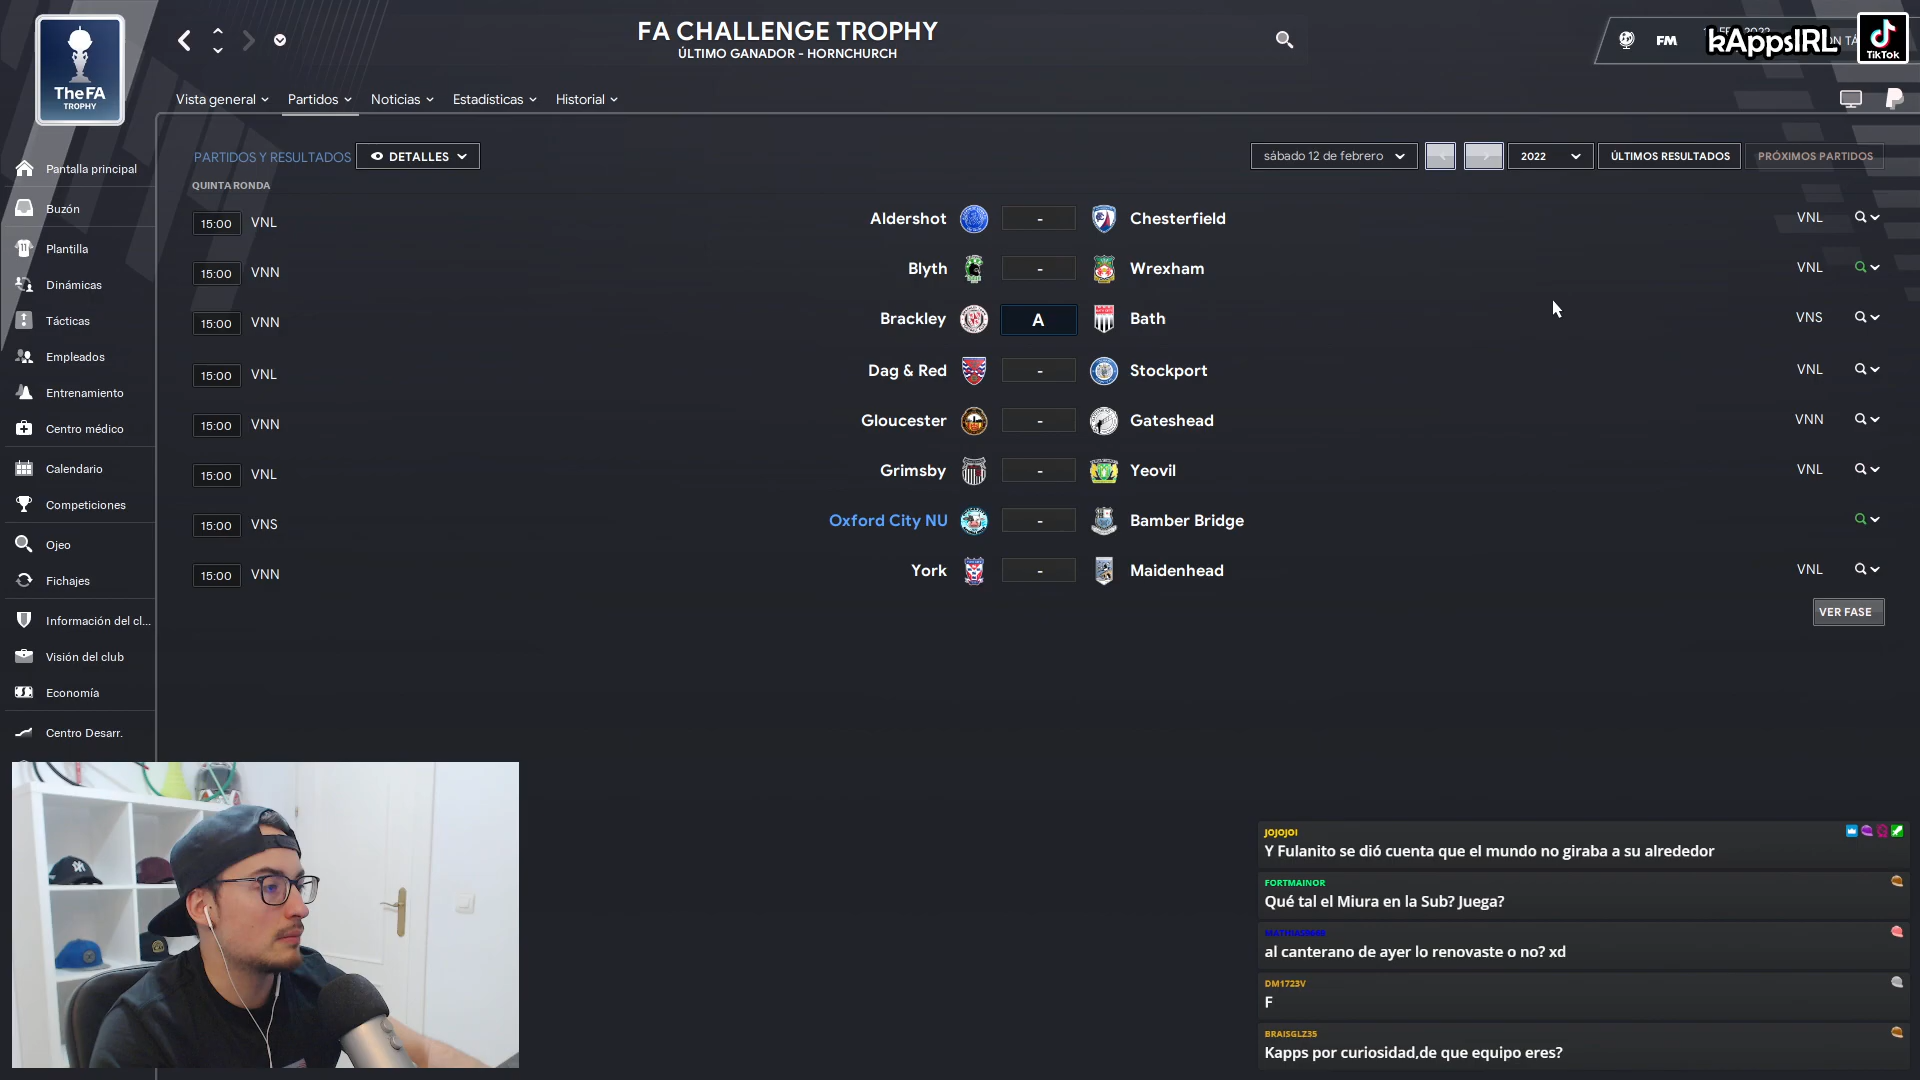 The FA
TROPHY
FA CHALLENGE TROPHY
ÚLTIMO GANADOR - HORNCHURCH
FM
kAppsIRL
TikTok
Vista general
Partidos
Noticias
Estadísticas
Historial
PARTIDOS Y RESULTADOS
DETALLES
sábado 12 de febrero
2022
ÚLTIMOS RESULTADOS
PRÓXIMOS PARTIDOS
Pantalla principal
Buzón
Plantilla
Dinámicas
Tácticas
Empleados
Entrenamiento
Centro médico
Calendario
Competiciones
Ojeo
Fichajes
Información del cl...
Visión del club
Economía
Centro Desarr.
QUINTA RONDA
15:00 VNL Aldershot - Chesterfield VNL
15:00 VNN Blyth - Wrexham VNL
15:00 VNN Brackley A Bath VNS
15:00 VNL Dag & Red - Stockport VNL
15:00 VNN Gloucester - Gateshead VNN
15:00 VNL Grimsby - Yeovil VNL
15:00 VNS Oxford City NU - Bamber Bridge
15:00 VNN York - Maidenhead VNL
VER FASE
JOJOJOI
Y Fulanito se dió cuenta que el mundo no giraba a su alrededor
FORTMAINOR
Qué tal el Miura en la Sub? Juega?
al canterano de ayer lo renovaste o no? xd
DM1723V
F
BRAISGLZ35
Kapps por curiosidad,de que equipo eres?